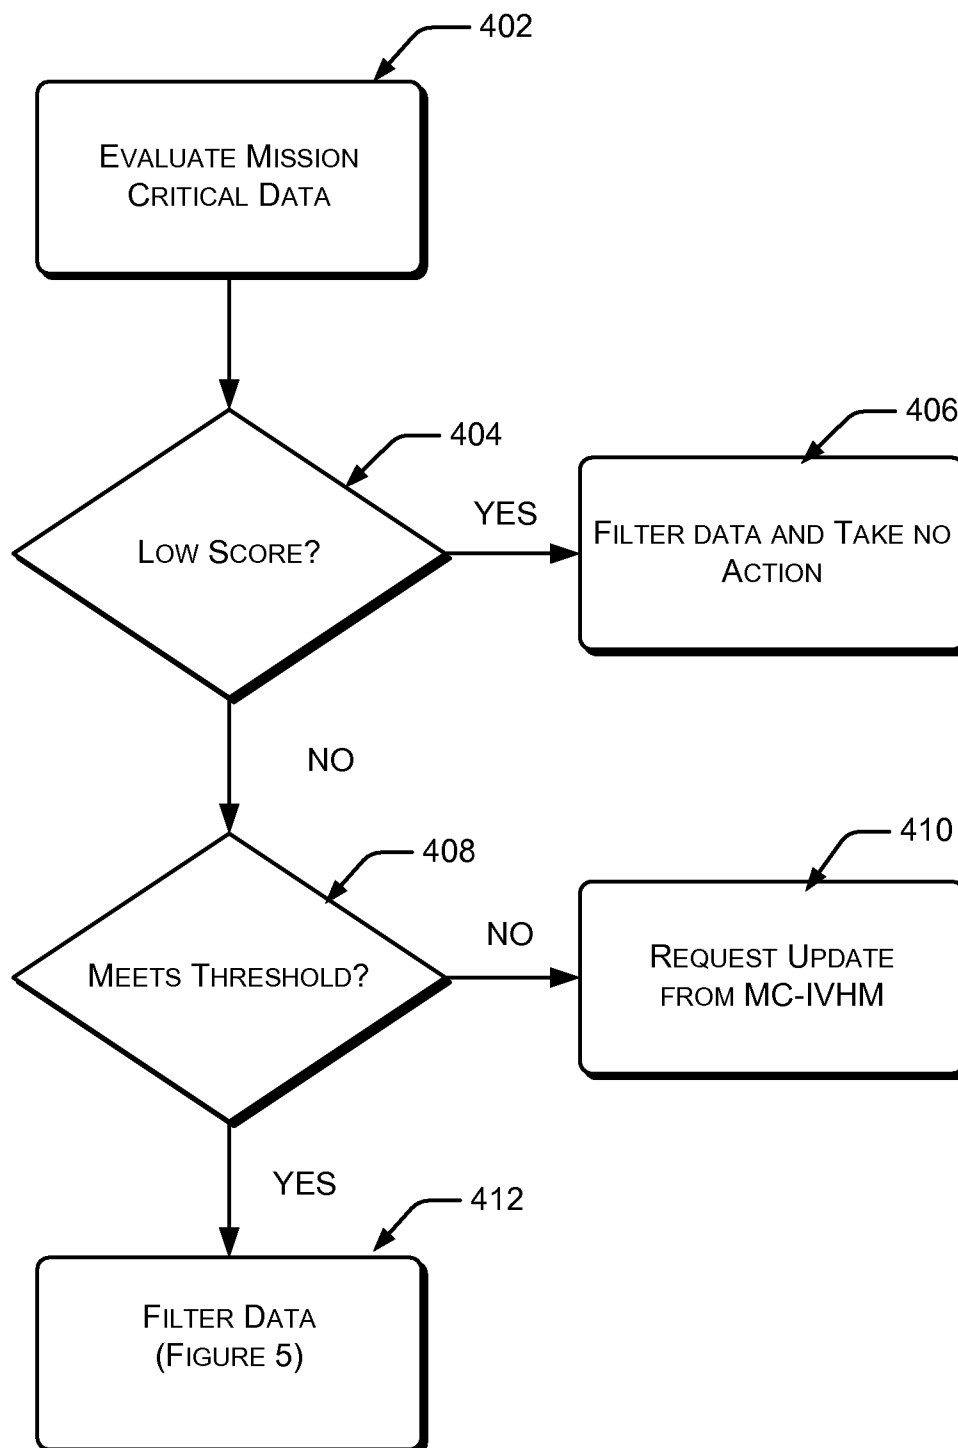 402
EVALUATE MISSION
CRITICAL DATA
404
LOW SCORE?
YES
406
FILTER DATA AND TAKE NO
ACTION
NO
408
MEETS THRESHOLD?
NO
410
REQUEST UPDATE
FROM MC-IVHM
YES
412
FILTER DATA
(FIGURE 5)